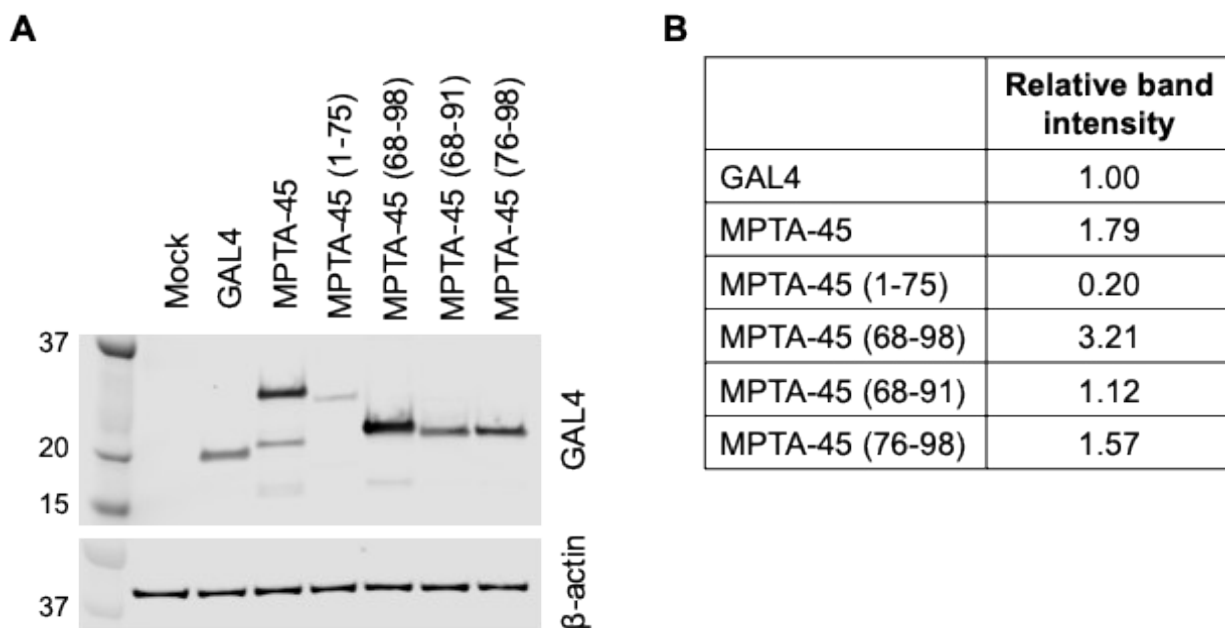 A
Mock
GAL4
MPTA-45
MPTA-45 (1-75)
MPTA-45 (68-98)
MPTA-45 (68-91)
MPTA-45 (76-98)
37
20
15
GAL4
37
β-actin
B
Relative band
intensity
GAL4 1.00
MPTA-45 1.79
MPTA-45 (1-75) 0.20
MPTA-45 (68-98) 3.21
MPTA-45 (68-91) 1.12
MPTA-45 (76-98) 1.57